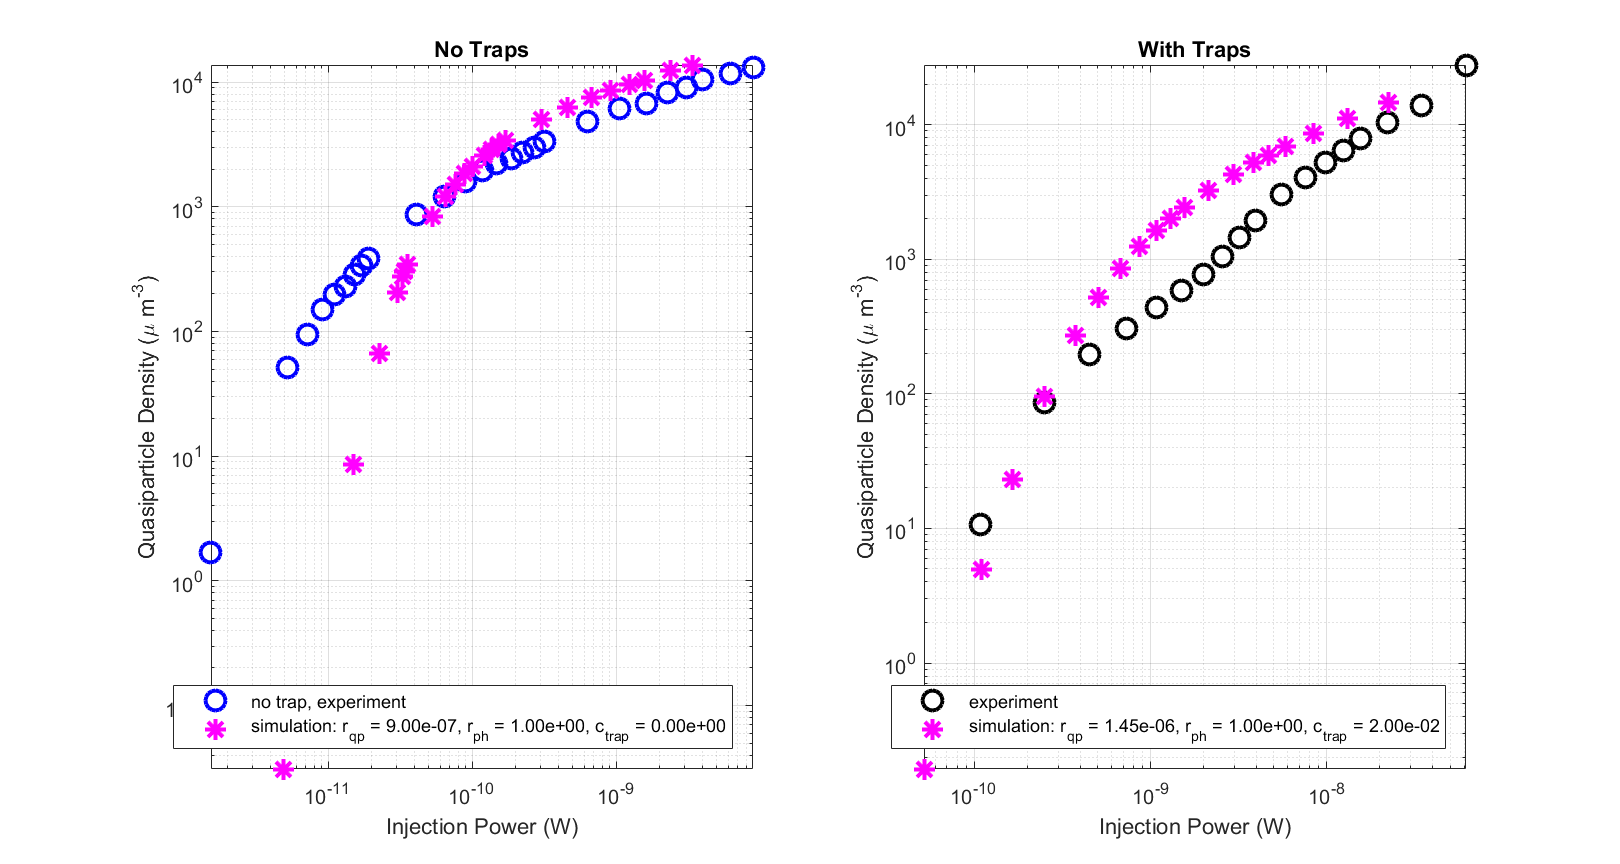 No Traps
10^4
10^3
10^2
10^1
10^0
1
Quasiparticle Density (μ m^-3)
no trap, experiment
simulation: r_qp = 9.00e-07, r_ph = 1.00e+00, c_trap = 0.00e+00
10^-11 10^-10 10^-9
Injection Power (W)
With Traps
10^4
10^3
10^2
10^1
10^0
Quasiparticle Density (μ m^-3)
experiment
simulation: r_qp = 1.45e-06, r_ph = 1.00e+00, c_trap = 2.00e-02
10^-10 10^-9 10^-8
Injection Power (W)